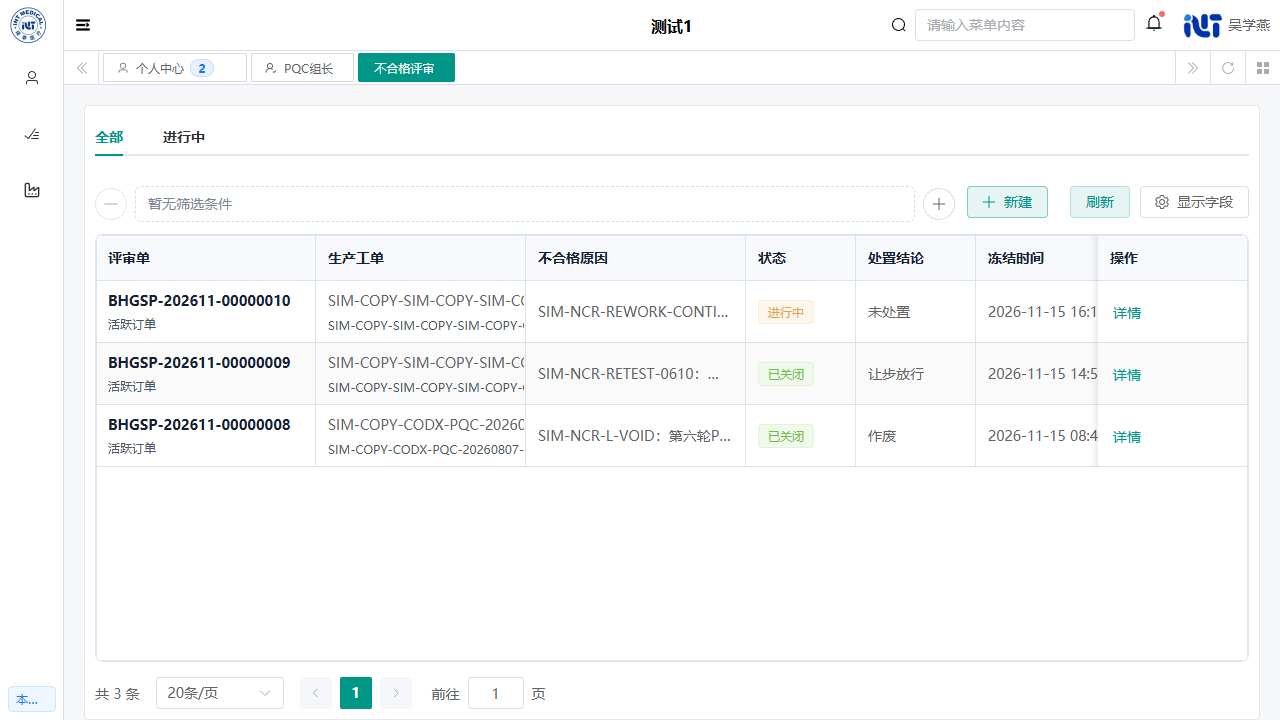 测试1
请输入菜单内容
吴学燕
个人中心 2
PQC组长
不合格评审
全部
进行中
暂无筛选条件
新建
刷新
显示字段
评审单 生产工单 不合格原因 状态 处置结论 冻结时间 操作
BHGSP-202611-00000010
活跃订单
SIM-COPY-SIM-COPY-SIM-CO
SIM-COPY-SIM-COPY-SIM-COPY-
SIM-NCR-REWORK-CONTI...
进行中
未处置
2026-11-15 16:1
详情
BHGSP-202611-00000009
活跃订单
SIM-COPY-SIM-COPY-SIM-CO
SIM-COPY-SIM-COPY-SIM-COPY-
SIM-NCR-RETEST-0610：...
已关闭
让步放行
2026-11-15 14:5
详情
BHGSP-202611-00000008
活跃订单
SIM-COPY-CODX-PQC-20260
SIM-COPY-CODX-PQC-20260807-
SIM-NCR-L-VOID：第六轮P...
已关闭
作废
2026-11-15 08:4
详情
共 3 条
20条/页
1
前往 1 页
本...